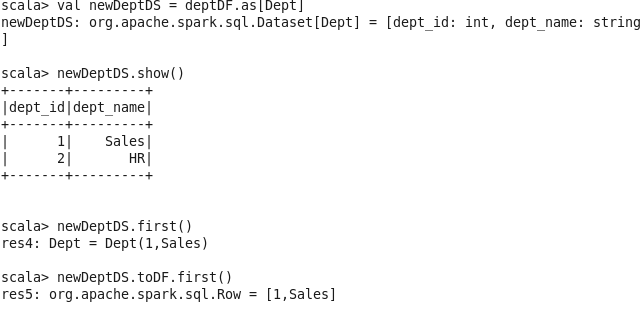 scala> val newDeptDS = deptDF.as[Dept]
newDeptDS: org.apache.spark.sql.Dataset[Dept] = [dept_id: int, dept_name: string
]
scala> newDeptDS.show()
+-------+---------+
|dept_id|dept_name|
+-------+---------+
|      1|    Sales|
|      2|       HR|
+-------+---------+
scala> newDeptDS.first()
res4: Dept = Dept(1,Sales)
scala> newDeptDS.toDF.first()
res5: org.apache.spark.sql.Row = [1,Sales]